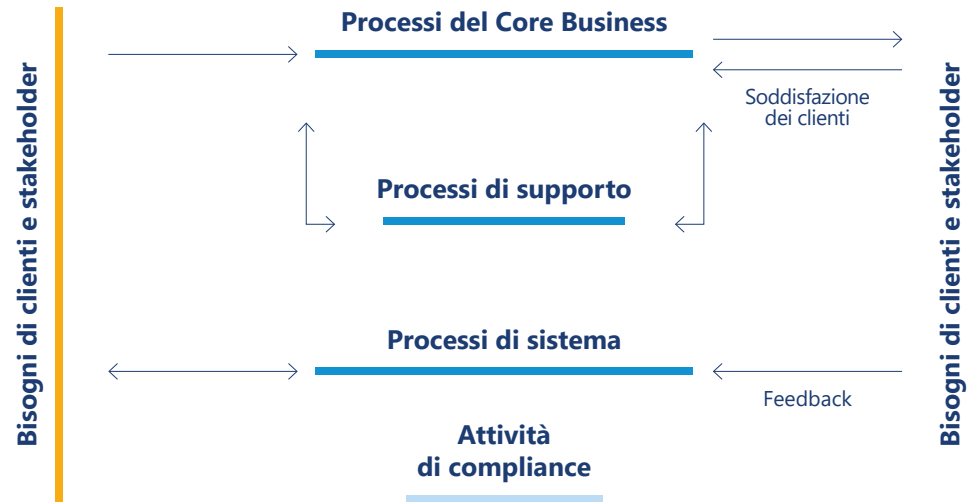 Processi del Core Business
Bisogni di clienti e stakeholder
Soddisfazione
dei clienti
Processi di supporto
Processi di sistema
Feedback
Attività
di compliance
Bisogni di clienti e stakeholder